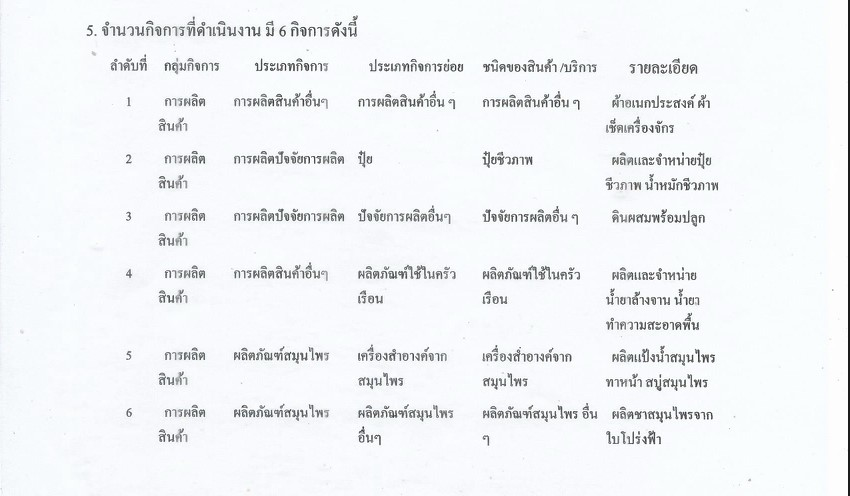 5. จำนวนกิจการที่ดำเนินงาน มี 6 กิจการดังนี้
ลำดับที่ กลุ่มกิจการ ประเภทกิจการ ประเภทกิจการย่อย ชนิดของสินค้า /บริการ รายละเอียด
1 การผลิต การผลิตสินค้าอื่นๆ การผลิตสินค้าอื่น ๆ การผลิตสินค้าอื่น ๆ ผ้าอเนกประสงค์ ผ้า
สินค้า เช็ดเครื่องจักร
2 การผลิต การผลิตปัจจัยการผลิต ปุ๋ย ปุ๋ยชีวภาพ ผลิตและจำหน่ายปุ๋ย
สินค้า ชีวภาพ น้ำหมักชีวภาพ
3 การผลิต การผลิตปัจจัยการผลิต ปัจจัยการผลิตอื่นๆ ปัจจัยการผลิตอื่น ๆ ดินผสมพร้อมปลูก
สินค้า
4 การผลิต การผลิตสินค้าอื่นๆ ผลิตภัณฑ์ใช้ในครัว ผลิตภัณฑ์ใช้ในครัว ผลิตและจำหน่าย
สินค้า เรือน เรือน น้ำยาล้างจาน น้ำยา
ทำความสะอาดพื้น
5 การผลิต ผลิตภัณฑ์สมุนไพร เครื่องสำอางค์จาก เครื่องสำอางค์จาก ผลิตแป้งน้ำสมุนไพร
สินค้า สมุนไพร สมุนไพร ทาหน้า สบู่สมุนไพร
6 การผลิต ผลิตภัณฑ์สมุนไพร ผลิตภัณฑ์สมุนไพร ผลิตภัณฑ์สมุนไพร อื่น ผลิตชาสมุนไพรจาก
สินค้า อื่นๆ ๆ ใบโปร่งฟ้า